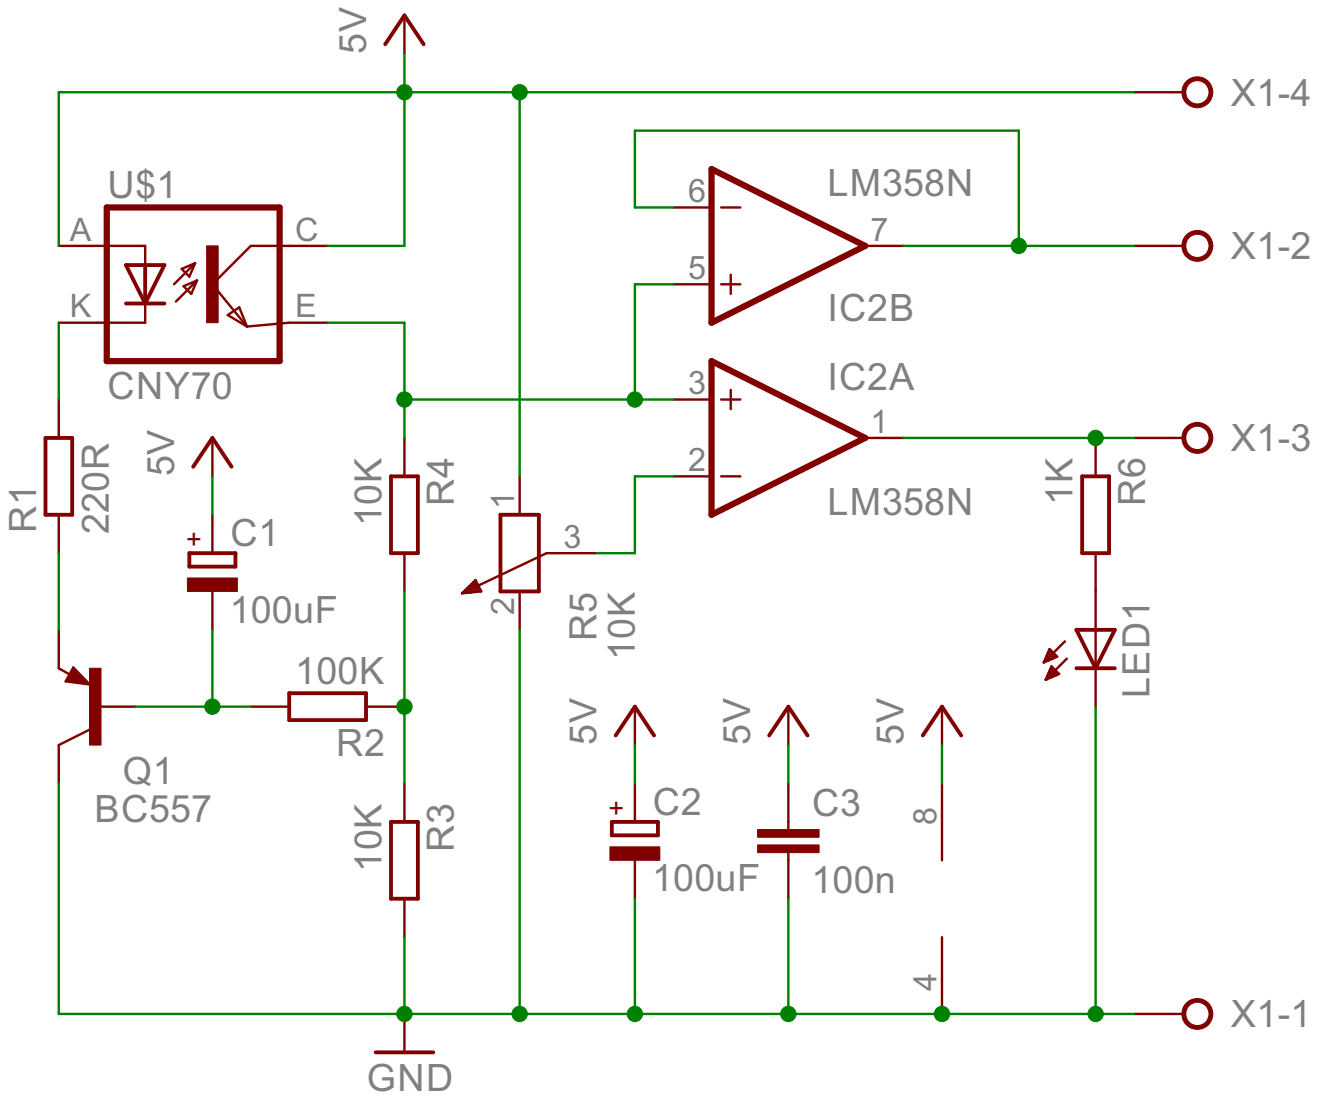 5V
X1-4
U$1
A
C
K
E
CNY70
6
5
7
LM358N
IC2B
X1-2
3
2
1
IC2A
LM358N
X1-3
R1
220R
5V
+
C1
100uF
10K
R4
1
3
2
R5
10K
1K
R6
LED1
100K
R2
Q1
BC557
10K
R3
5V
+
C2
100uF
5V
C3
100n
5V
8
4
X1-1
GND